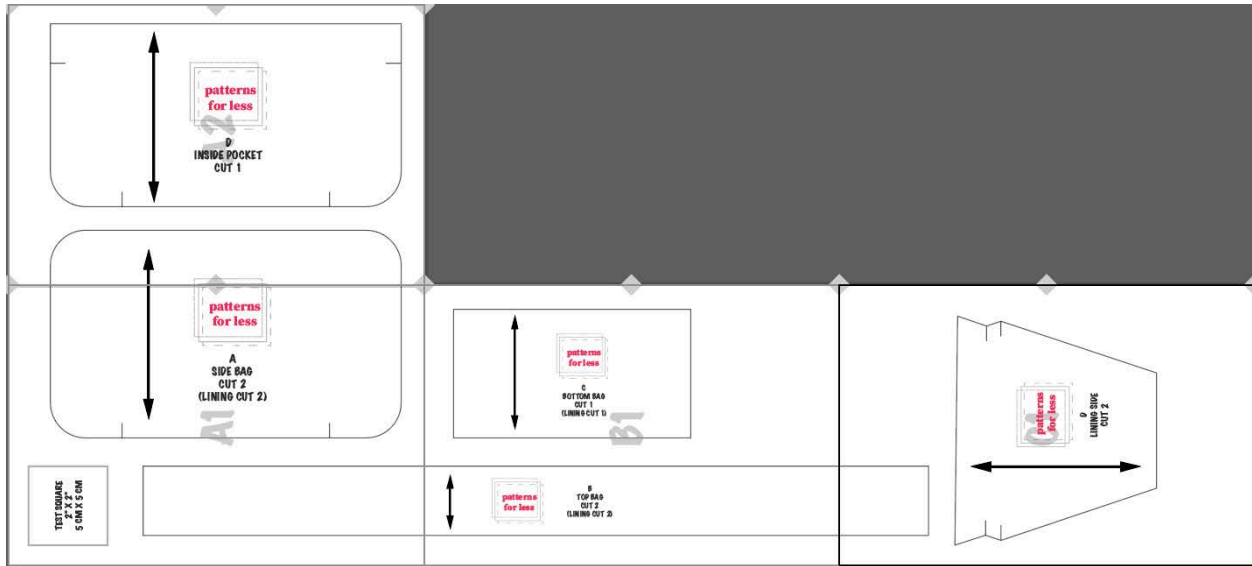 patterns
for less
A2
D
INSIDE POCKET
CUT 1
patterns
for less
A
SIDE BAG
CUT 2
(LINING CUT 2)
A1
patterns
for less
C
BOTTOM BAG
CUT 1
(LINING CUT 1)
B1
patterns
for less
D
LINING SIDE
CUT 2
C1
TEST SQUARE
2" X 2"
5 CM X 5 CM
patterns
for less
B
TOP BAG
CUT 2
(LINING CUT 2)